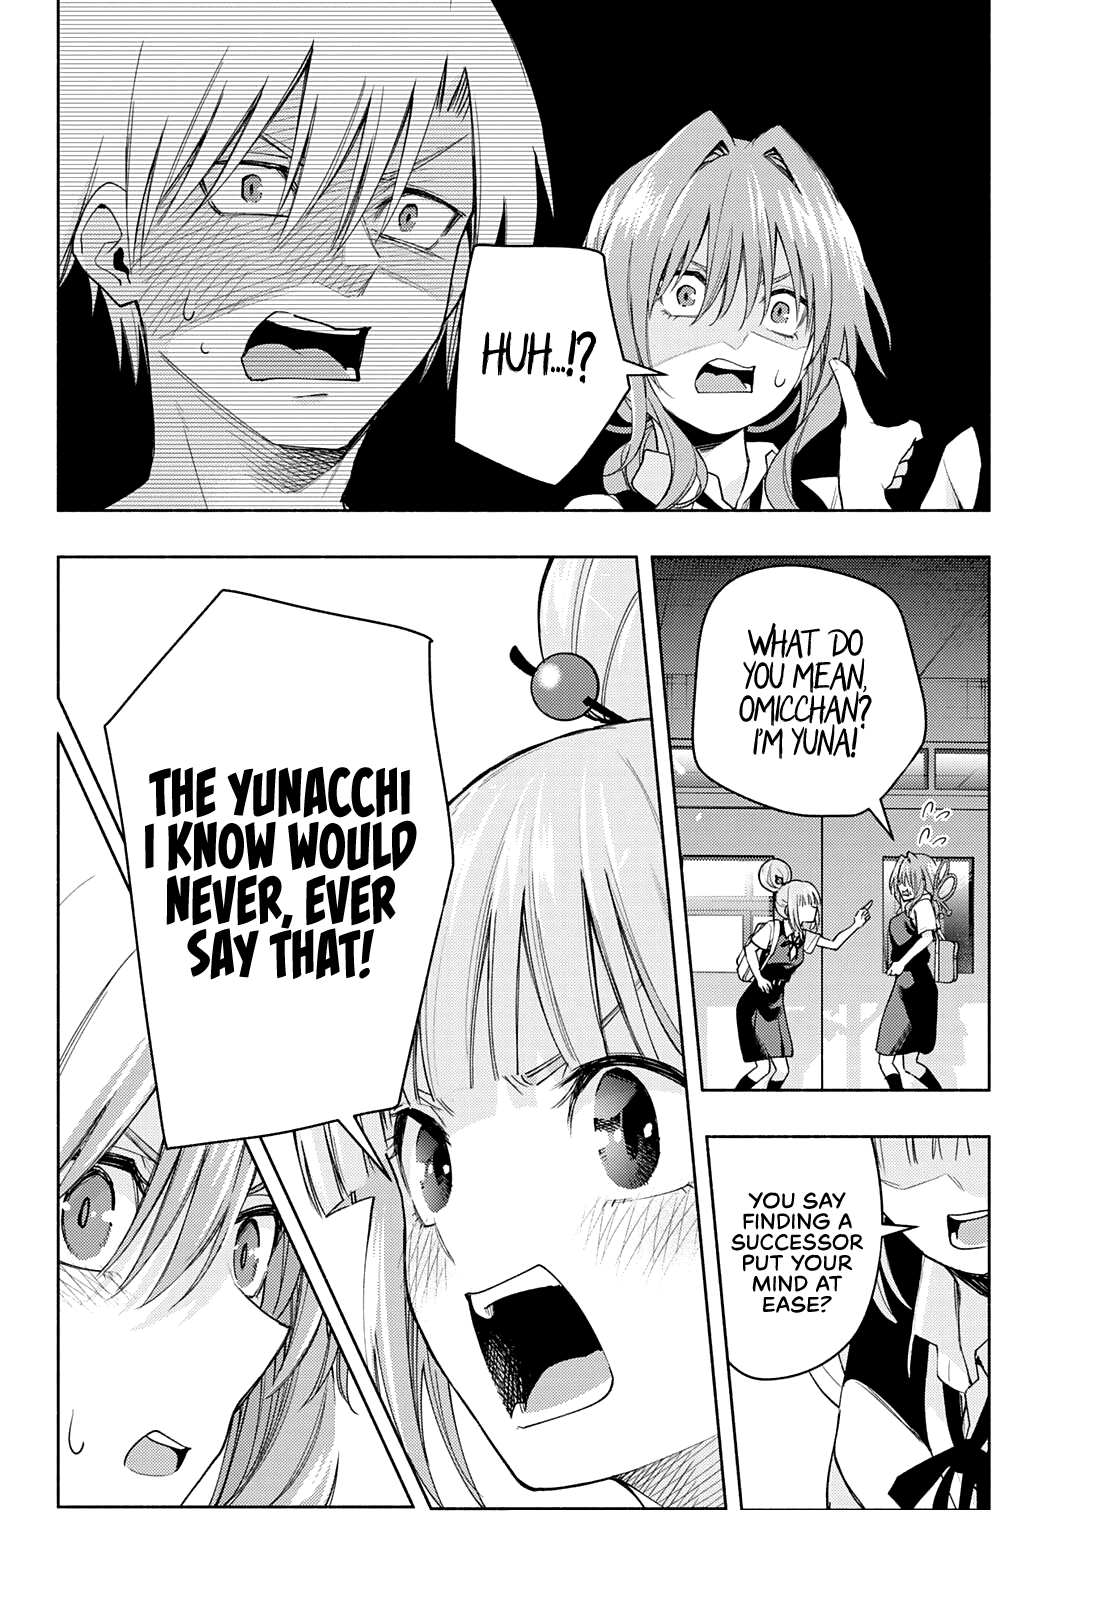 HUH...!?
WHAT DO
YOU MEAN,
OMICCHAN?
I'M YUNA!
YOU SAY
FINDING A
SUCCESSOR
PUT YOUR
MIND AT
EASE?
THE YUNACCHI
I KNOW WOULD
NEVER, EVER
SAY THAT!